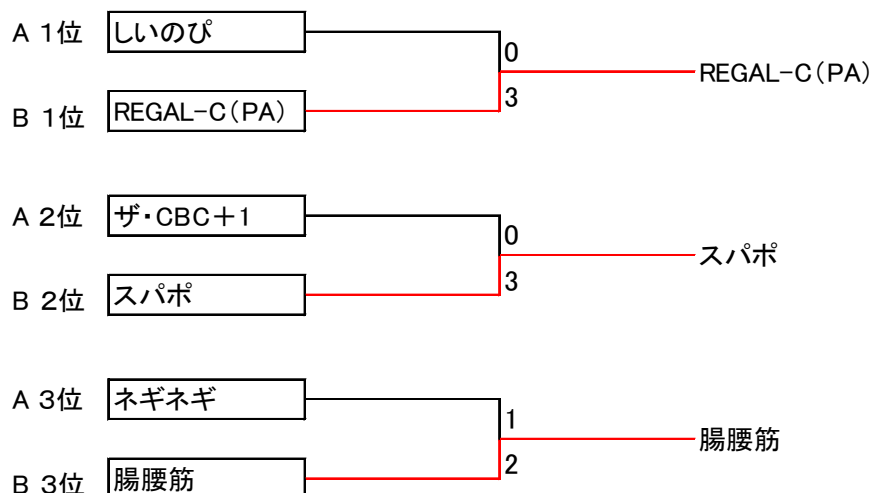 A 1位 しいのぴ
0
REGAL-C(PA)
3
B 1位 REGAL-C(PA)
A 2位 ザ・CBC+1
0
スパポ
3
B 2位 スパポ
A 3位 ネギネギ
1
腸腰筋
2
B 3位 腸腰筋